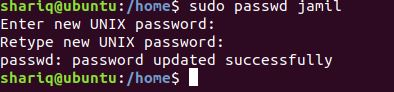 shariq@ubuntu:/home$ sudo passwd jamil
Enter new UNIX password:
Retype new UNIX password:
passwd: password updated successfully
shariq@ubuntu:/home$